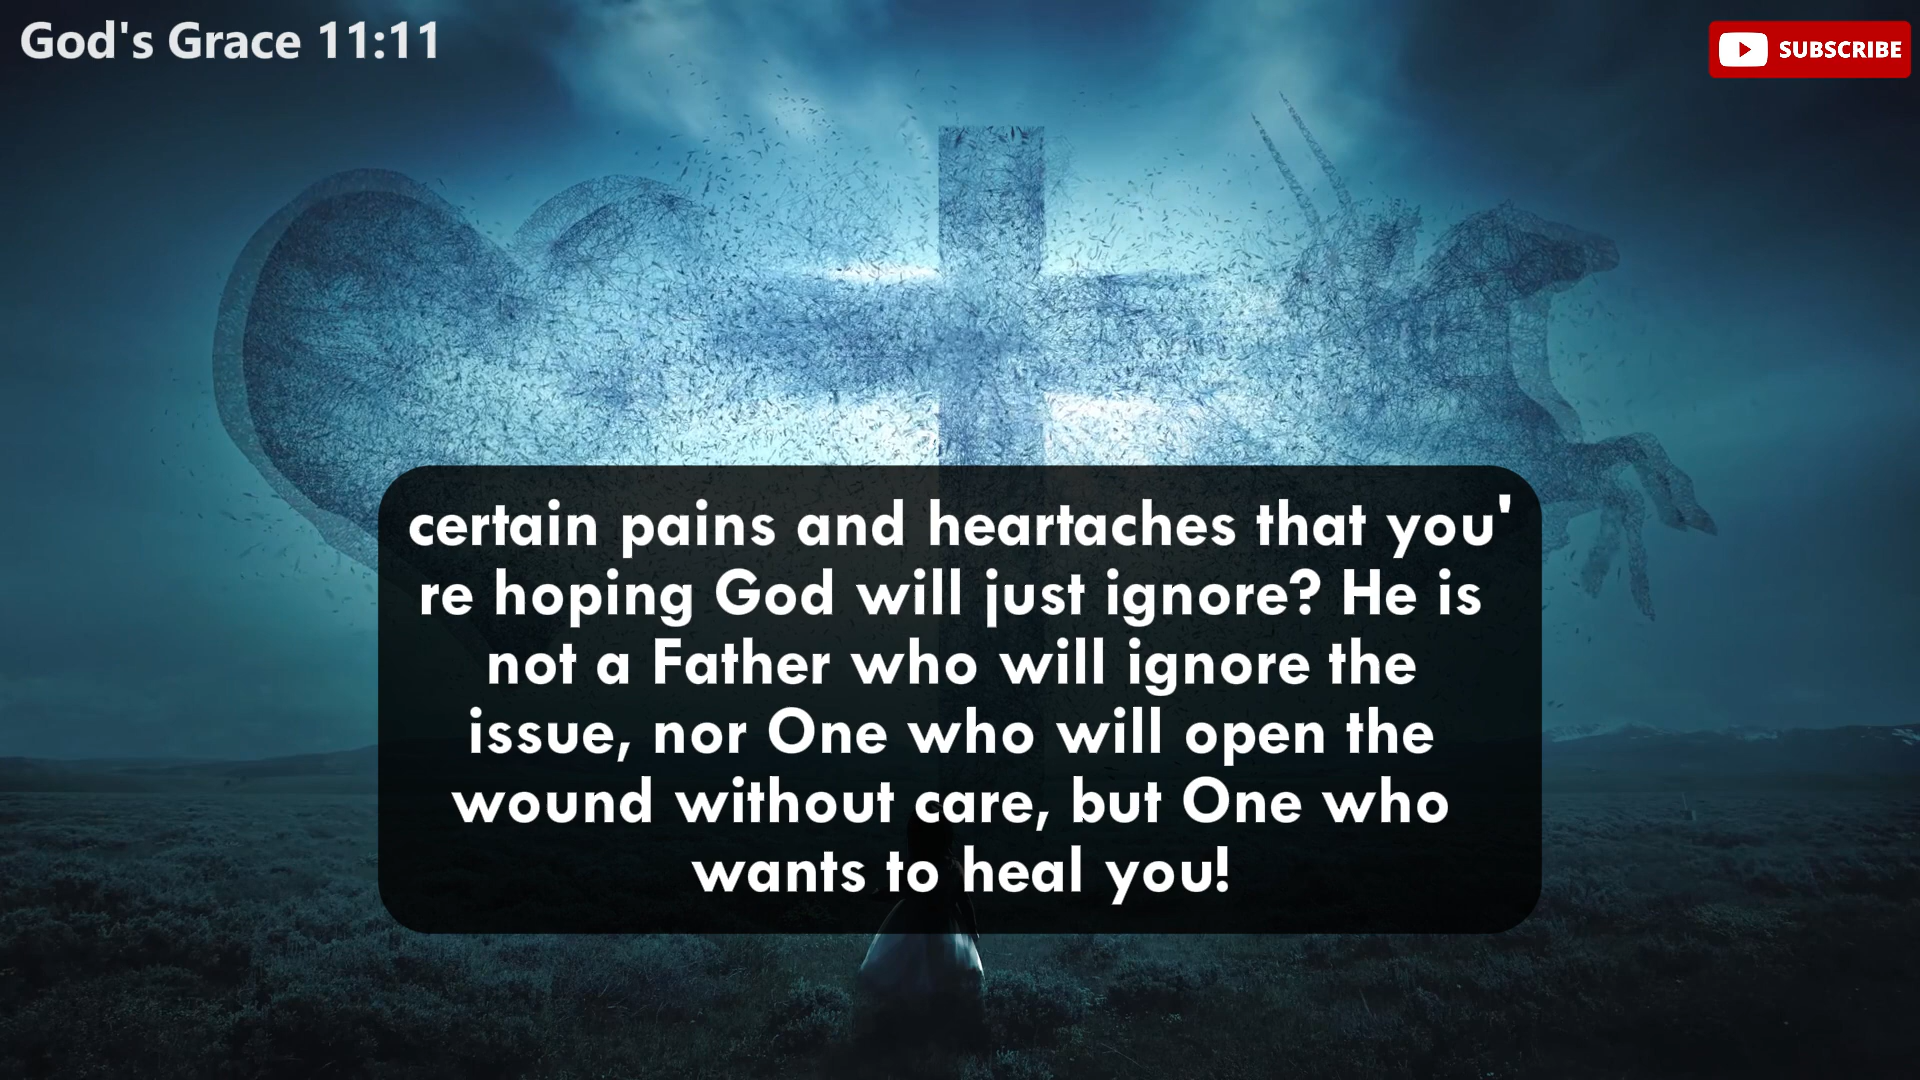 God's Grace 11:11
SUBSCRIBE
certain pains and heartaches that you'
re hoping God will just ignore? He is
not a Father who will ignore the
issue, nor One who will open the
wound without care, but One who
wants to heal you!